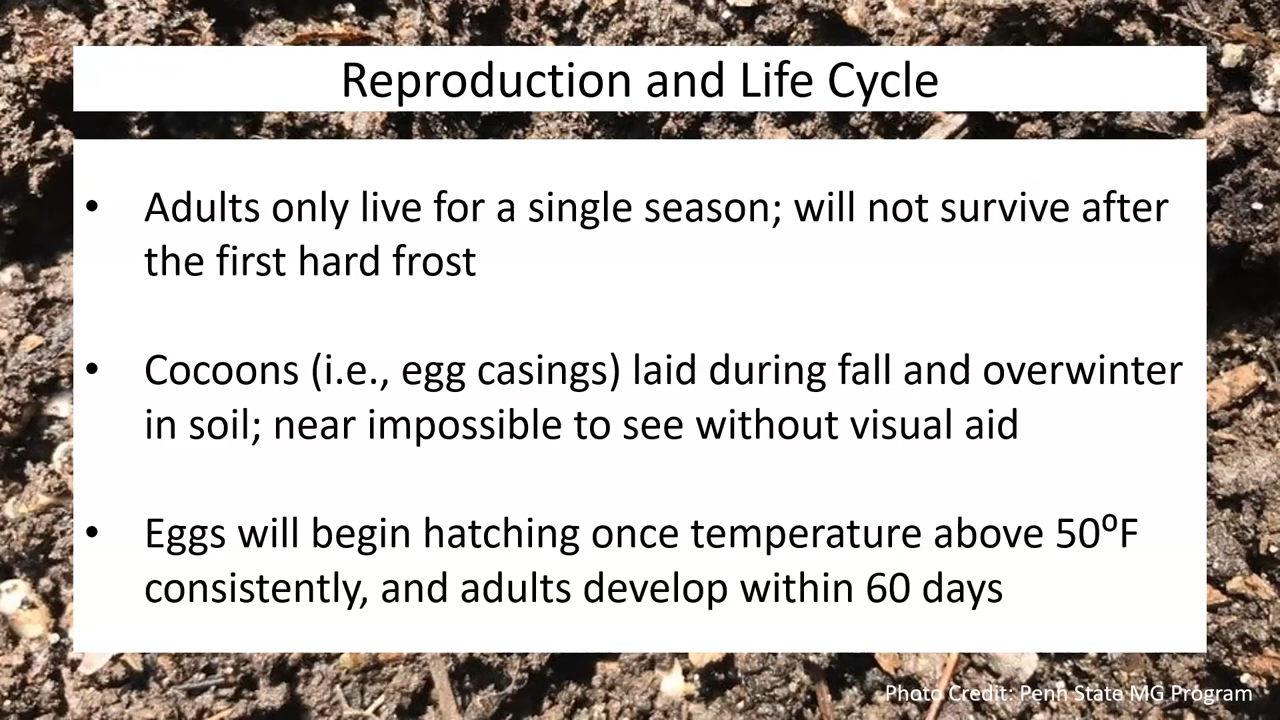 Reproduction and Life Cycle
• Adults only live for a single season; will not survive after
the first hard frost
• Cocoons (i.e., egg casings) laid during fall and overwinter
in soil; near impossible to see without visual aid
• Eggs will begin hatching once temperature above 50⁰F
consistently, and adults develop within 60 days
Photo Credit: Penn State MG Program